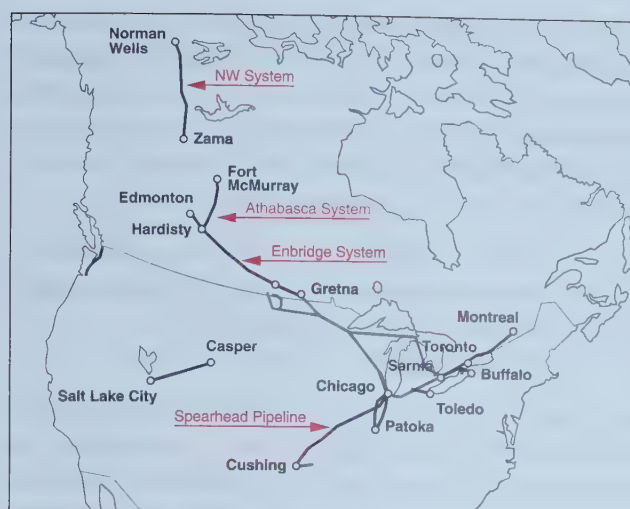 Norman
Wells
NW System
Zama
Fort
McMurray
Edmonton
Athabasca System
Hardisty
Enbridge System
Gretna
Montreal
Toronto
Casper
Sarnia
Buffalo
Salt Lake City
Chicago
Toledo
Spearhead Pipeline
Patoka
Cushing